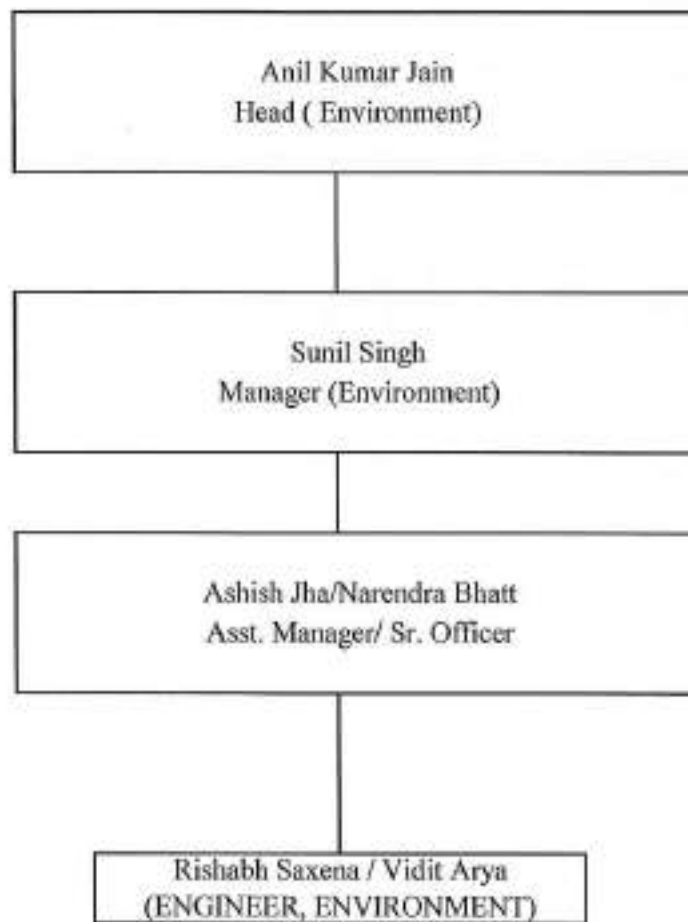 Anil Kumar Jain
Head ( Environment)
Sunil Singh
Manager (Environment)
Ashish Jha/Narendra Bhatt
Asst. Manager/ Sr. Officer
Rishabh Saxena / Vidit Arya
(ENGINEER, ENVIRONMENT)